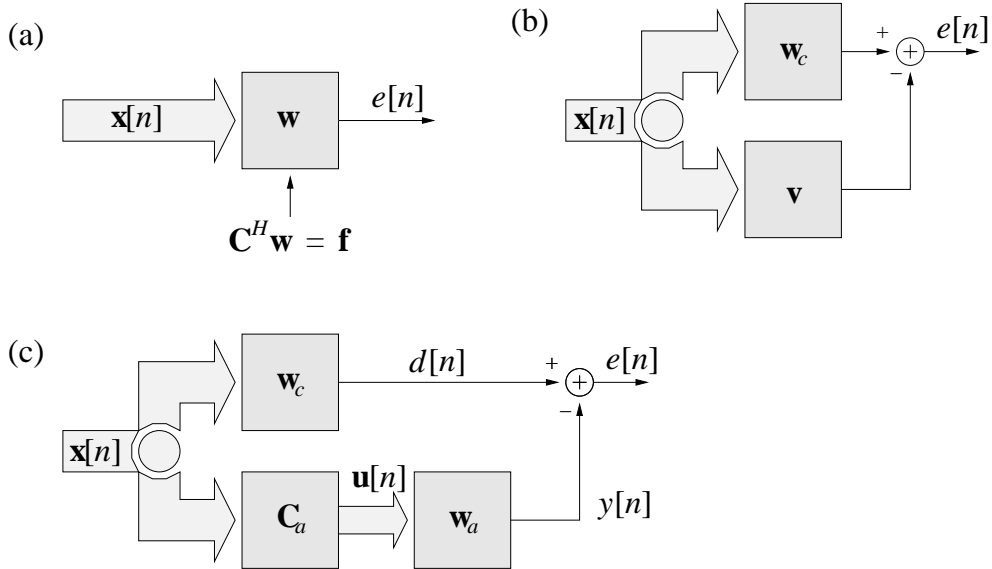 (a)
x[n]
w
e[n]
C^H w = f
(b)
x[n]
w_c
v
+
−
+
e[n]
(c)
x[n]
w_c
d[n]
+
−
+
e[n]
C_a
u[n]
w_a
y[n]